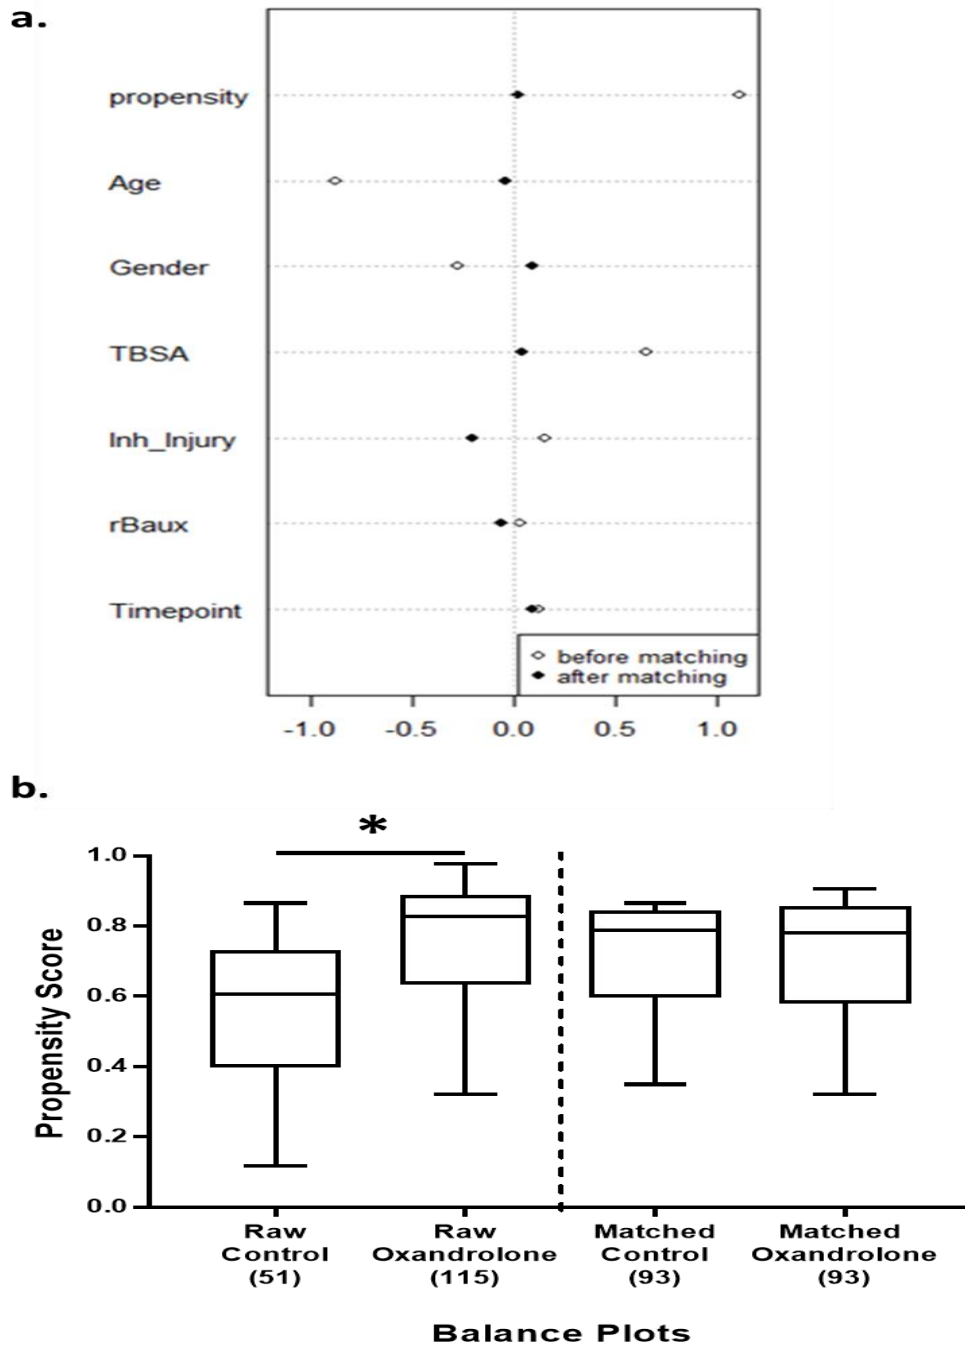 a.
propensity
Age
Gender
TBSA
Inh_Injury
rBaux
Timepoint
before matching
after matching
-1.0 -0.5 0.0 0.5 1.0
b.
*
1.0
0.8
0.6
0.4
0.2
0.0
Propensity Score
Raw Control (51)
Raw Oxandrolone (115)
Matched Control (93)
Matched Oxandrolone (93)
Balance Plots